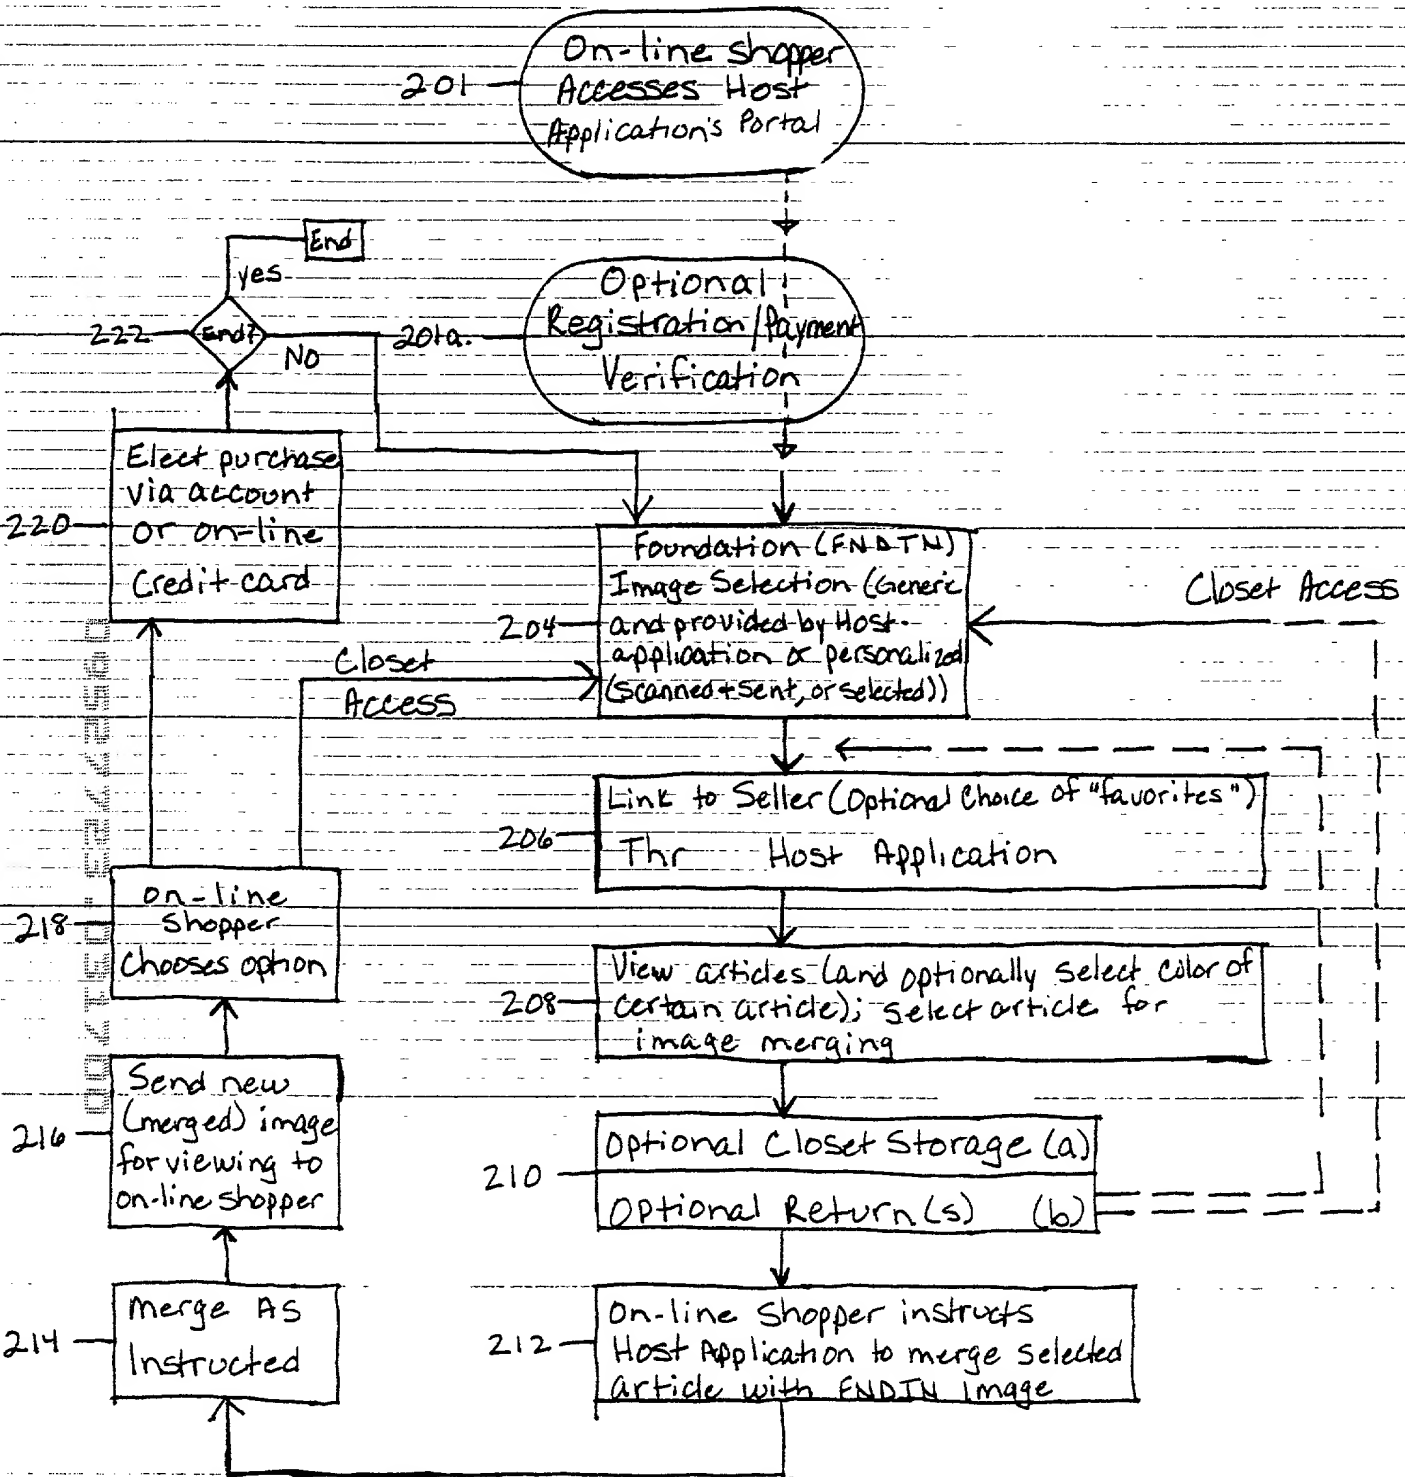 On-line shopper
Accesses Host
Application's Portal
201
End
yes
222
End?
No
201a.
Optional
Registration/Payment
Verification
Elect purchase
via account
or on-line
Credit card
220
Foundation (FNDTN)
Image Selection (Generic
and provided by Host
application or personalized
(scanned + sent, or selected))
204
Closet Access
Closet
Access
Link to Seller (Optional Choice of "favorites")
Thr Host Application
206
on-line
shopper
chooses option
218
View articles (and optionally select color of
certain article); select article for
image merging
208
Send new
(merged) image
for viewing to
on-line shopper
216
Optional Closet Storage (a)
210
Optional Return(s) (b)
Merge As
Instructed
214
On-line Shopper instructs
Host Application to merge selected
article with FNDTN Image
212